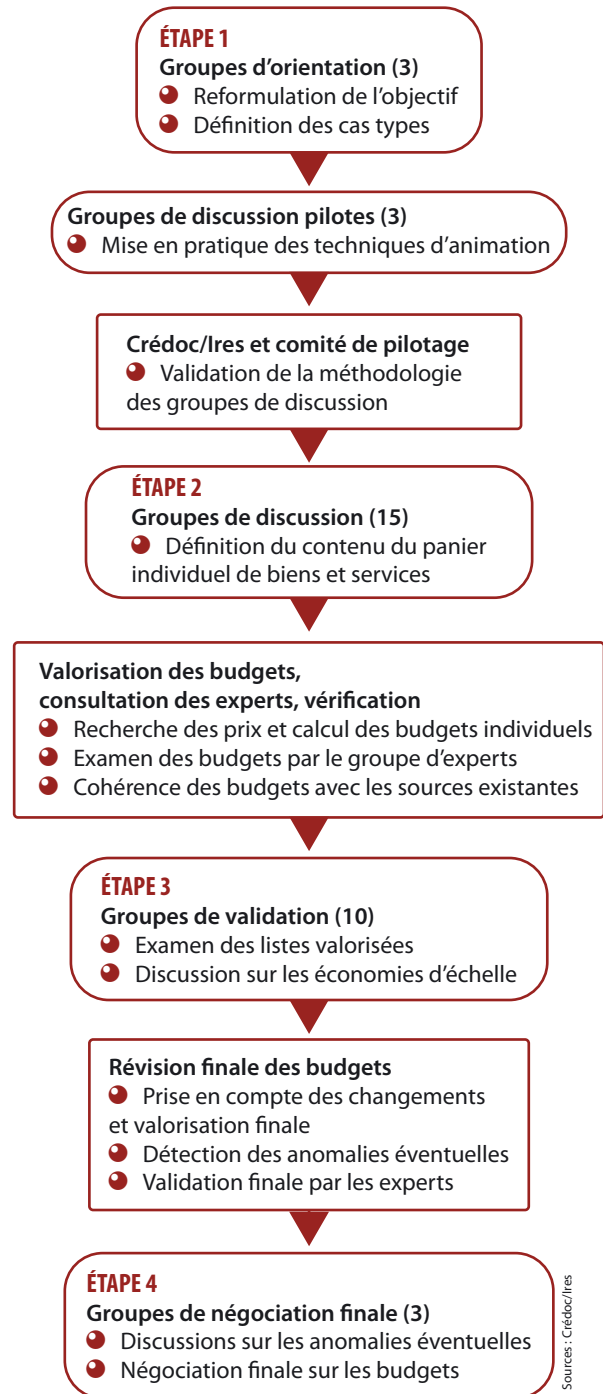 ÉTAPE 1
Groupes d'orientation (3)
Reformulation de l'objectif
Définition des cas types
Groupes de discussion pilotes (3)
Mise en pratique des techniques d'animation
Crédoc/Ires et comité de pilotage
Validation de la méthodologie
des groupes de discussion
ÉTAPE 2
Groupes de discussion (15)
Définition du contenu du panier
individuel de biens et services
Valorisation des budgets,
consultation des experts, vérification
Recherche des prix et calcul des budgets individuels
Examen des budgets par le groupe d'experts
Cohérence des budgets avec les sources existantes
ÉTAPE 3
Groupes de validation (10)
Examen des listes valorisées
Discussion sur les économies d'échelle
Révision finale des budgets
Prise en compte des changements
et valorisation finale
Détection des anomalies éventuelles
Validation finale par les experts
ÉTAPE 4
Groupes de négociation finale (3)
Discussions sur les anomalies éventuelles
Négociation finale sur les budgets
Sources : Crédoc/Ires